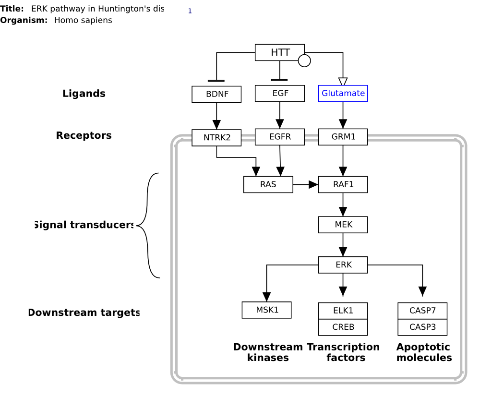 Title: ERK pathway in Huntington's dis
1
Organism: Homo sapiens
HTT
Ligands
BDNF
EGF
Glutamate
Receptors
NTRK2
EGFR
GRM1
RAS
RAF1
Signal transducers
MEK
ERK
Downstream targets
MSK1
ELK1
CASP7
CREB
CASP3
Downstream
kinases
Transcription
factors
Apoptotic
molecules